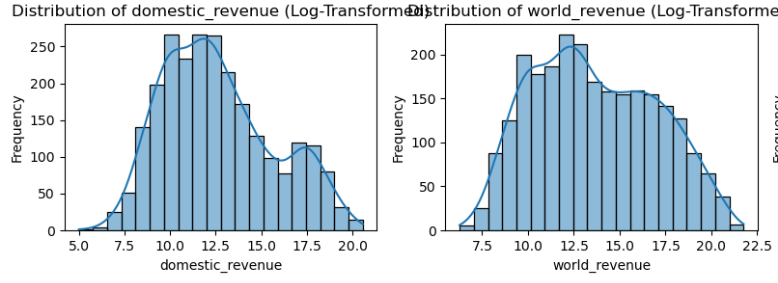 Distribution of domestic_revenue (Log-Transformed)
Distribution of world_revenue (Log-Transforme
Frequency
250
200
150
100
50
0
5.0 7.5 10.0 12.5 15.0 17.5 20.0
domestic_revenue
Frequency
200
150
100
50
0
7.5 10.0 12.5 15.0 17.5 20.0 22.5
world_revenue
Frequency